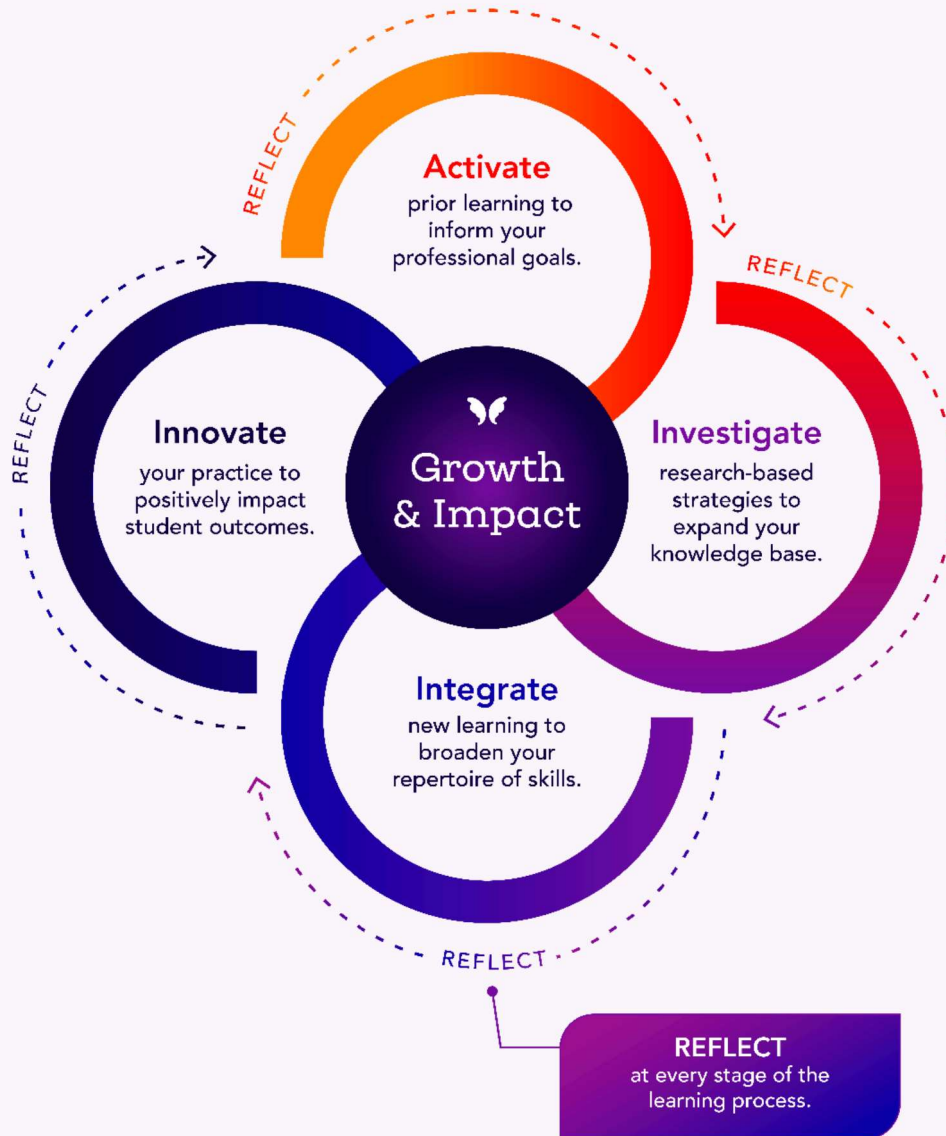 REFLECT
Activate
prior learning to
inform your
professional goals.
REFLECT
Investigate
research-based
strategies to
expand your
knowledge base.
Growth
& Impact
REFLECT
Innovate
your practice to
positively impact
student outcomes.
Integrate
new learning to
broaden your
repertoire of skills.
REFLECT
REFLECT
at every stage of the
learning process.